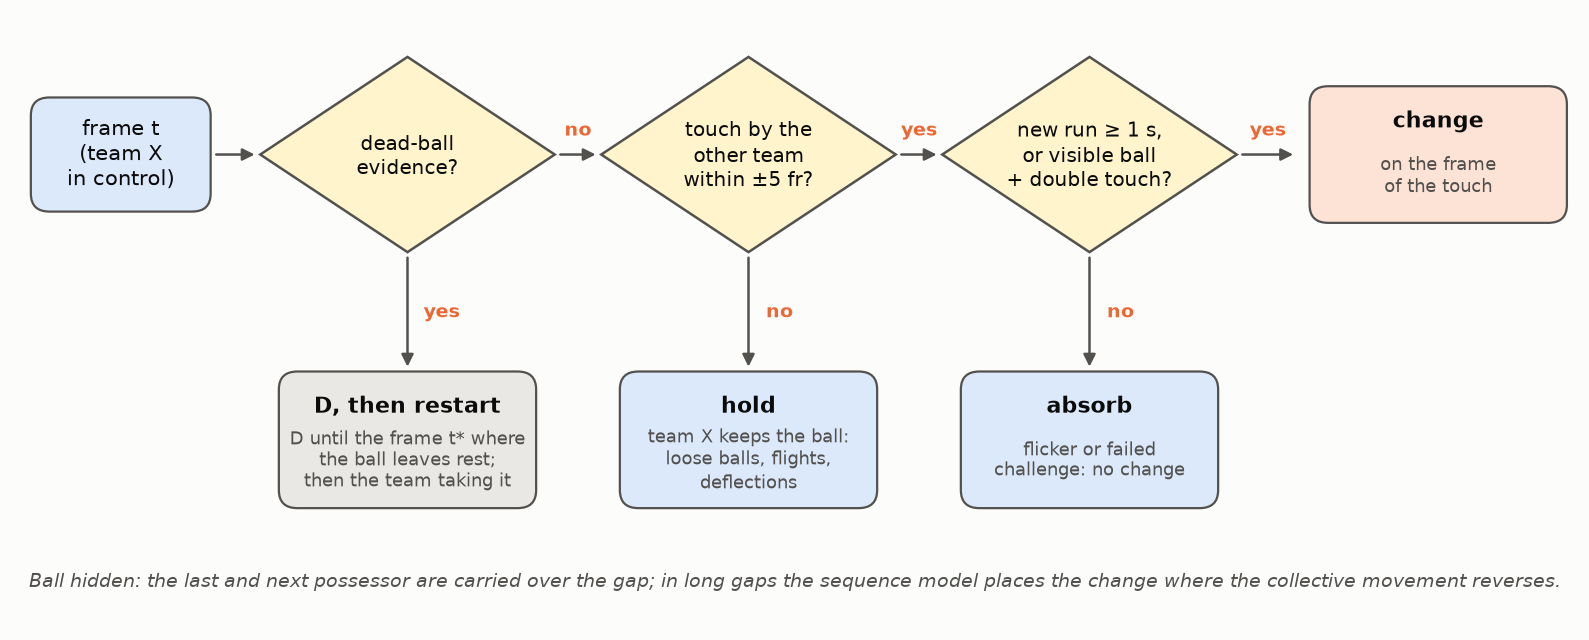 frame t
(team X
in control)
dead-ball
evidence?
no
touch by the
other team
within ±5 fr?
yes
new run ≥ 1 s,
or visible ball
+ double touch?
yes
change
on the frame
of the touch
yes
no
no
D, then restart
D until the frame t* where
the ball leaves rest;
then the team taking it
hold
team X keeps the ball:
loose balls, flights,
deflections
absorb
flicker or failed
challenge: no change
Ball hidden: the last and next possessor are carried over the gap; in long gaps the sequence model places the change where the collective movement reverses.